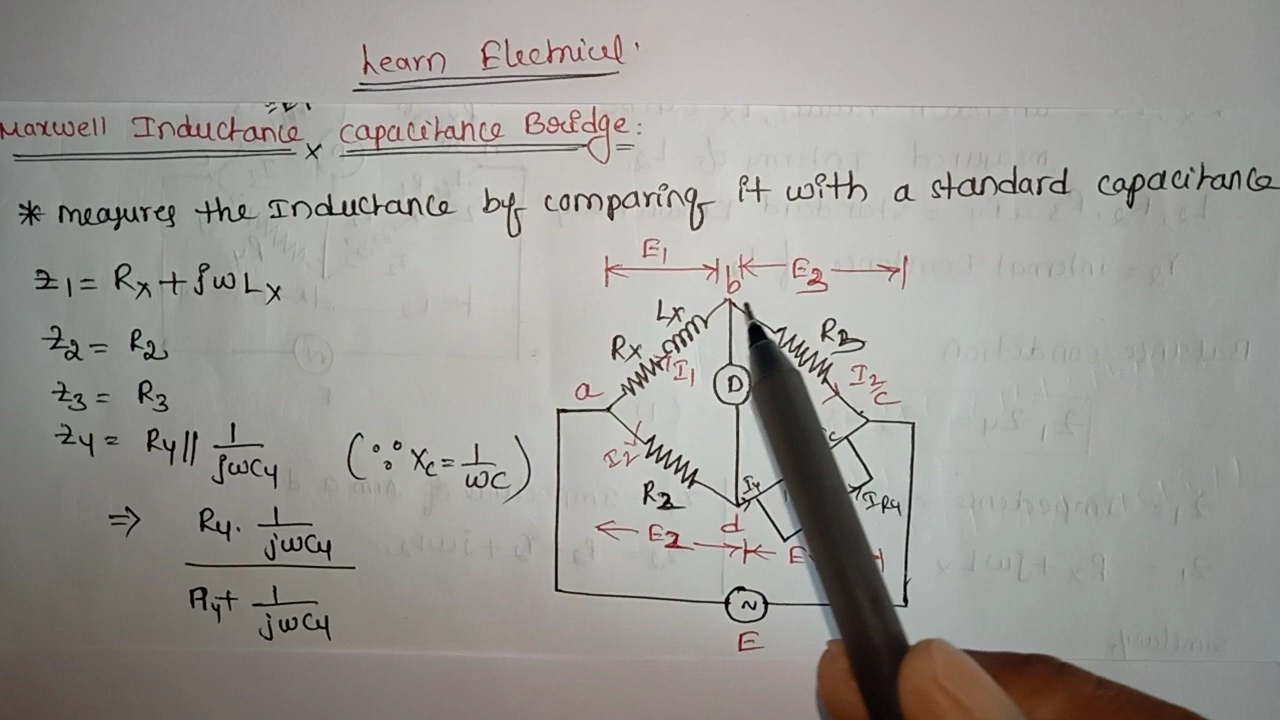 Learn Electrical.
Maxwell Inductance x capacitance Bridge:
* measures the Inductance by comparing it with a standard capacitance
Z1 = Rx + jωLx
Z2 = R2
Z3 = R3
Z4 = R4 || 1/jωC4 (∵ Xc = 1/ωC)
⇒ R4 · 1/jωC4
R4 + 1/jωC4
E1 E3
b
Lx
Rx R3
I1 D I2
a c
I2
R2 I4 IR4
d
E2 E
N
E